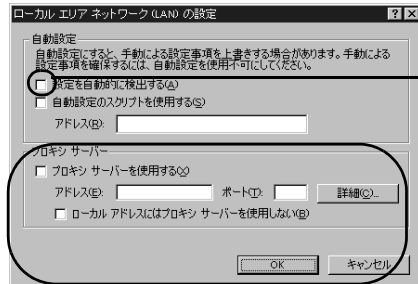 ローカル エリア ネットワーク (LAN) の設定
自動設定
自動設定にすると、手動による設定事項を上書きする場合があります。手動による
設定事項を確保するには、自動設定を使用不可にしてください。
設定を自動的に検出する(A)
自動設定のスクリプトを使用する(S)
アドレス(R):
プロキシ サーバー
プロキシ サーバーを使用する(X)
アドレス(E): ポート(T): 詳細(C)...
ローカル アドレスにはプロキシ サーバーを使用しない(B)
OK キャンセル